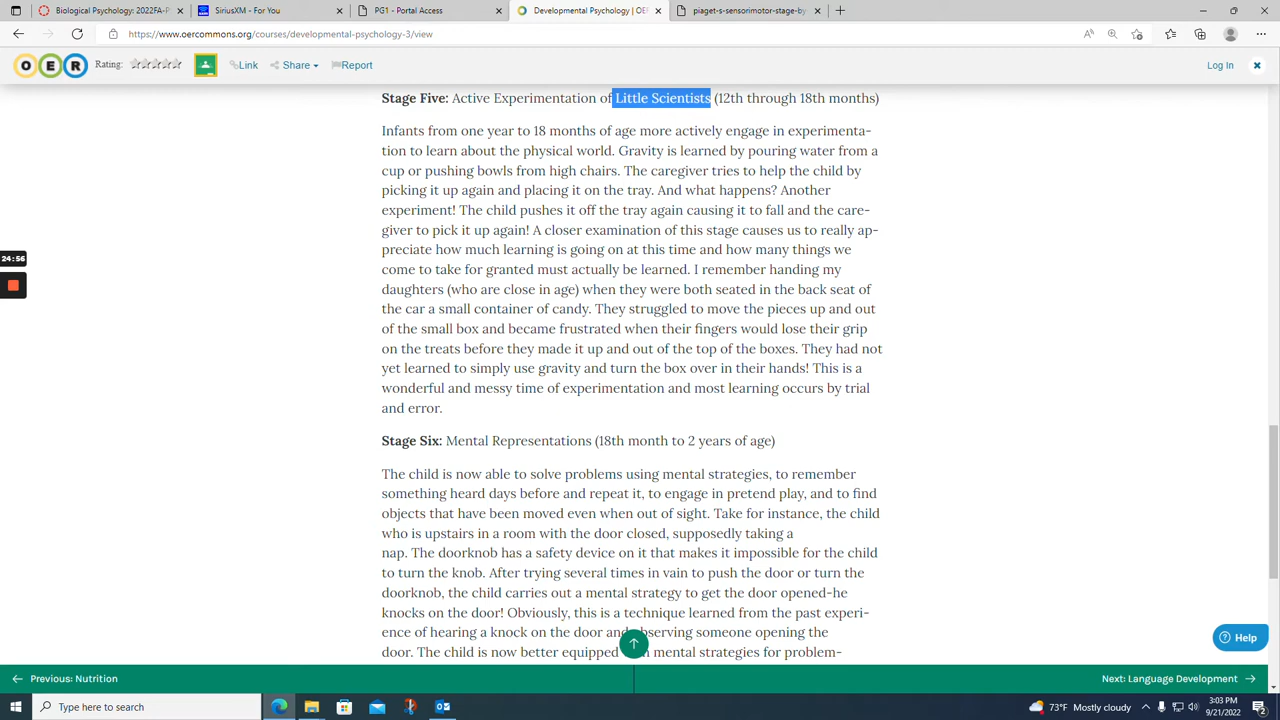 Biological Psychology: 2022FA-P
SiriusXM - For You
PG1 - Portal Access
Developmental Psychology | OEF
piaget-s-sensorimotor-stage-by
https://www.oercommons.org/courses/developmental-psychology-3/view
O E R Rating: Link Share Report Log In
Stage Five: Active Experimentation of Little Scientists (12th through 18th months)
Infants from one year to 18 months of age more actively engage in experimenta-
tion to learn about the physical world. Gravity is learned by pouring water from a
cup or pushing bowls from high chairs. The caregiver tries to help the child by
picking it up again and placing it on the tray. And what happens? Another
experiment! The child pushes it off the tray again causing it to fall and the care-
giver to pick it up again! A closer examination of this stage causes us to really ap-
preciate how much learning is going on at this time and how many things we
come to take for granted must actually be learned. I remember handing my
daughters (who are close in age) when they were both seated in the back seat of
the car a small container of candy. They struggled to move the pieces up and out
of the small box and became frustrated when their fingers would lose their grip
on the treats before they made it up and out of the top of the boxes. They had not
yet learned to simply use gravity and turn the box over in their hands! This is a
wonderful and messy time of experimentation and most learning occurs by trial
and error.
24:56
Stage Six: Mental Representations (18th month to 2 years of age)
The child is now able to solve problems using mental strategies, to remember
something heard days before and repeat it, to engage in pretend play, and to find
objects that have been moved even when out of sight. Take for instance, the child
who is upstairs in a room with the door closed, supposedly taking a
nap. The doorknob has a safety device on it that makes it impossible for the child
to turn the knob. After trying several times in vain to push the door or turn the
doorknob, the child carries out a mental strategy to get the door opened-he
knocks on the door! Obviously, this is a technique learned from the past experi-
ence of hearing a knock on the door and observing someone opening the
door. The child is now better equipped mental strategies for problem-
Help
Previous: Nutrition
Next: Language Development
Type here to search
73°F Mostly cloudy
3:03 PM
9/21/2022
2